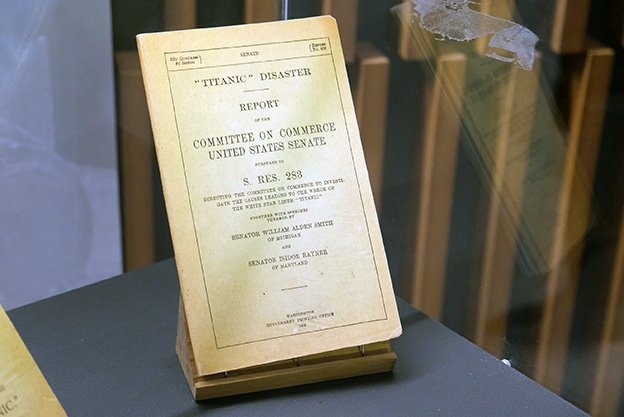 62D CONGRESS
2d Session
SENATE
REPORT
No. 806
"TITANIC" DISASTER
REPORT
OF THE
COMMITTEE ON COMMERCE
UNITED STATES SENATE
PURSUANT TO
S. RES. 283
DIRECTING THE COMMITTEE ON COMMERCE TO INVESTI-
GATE THE CAUSES LEADING TO THE WRECK OF
THE WHITE STAR LINER "TITANIC"
TOGETHER WITH SPEECHES
THEREON BY
SENATOR WILLIAM ALDEN SMITH
OF MICHIGAN
AND
SENATOR ISIDOR RAYNER
OF MARYLAND
WASHINGTON
GOVERNMENT PRINTING OFFICE
1912
NIC."